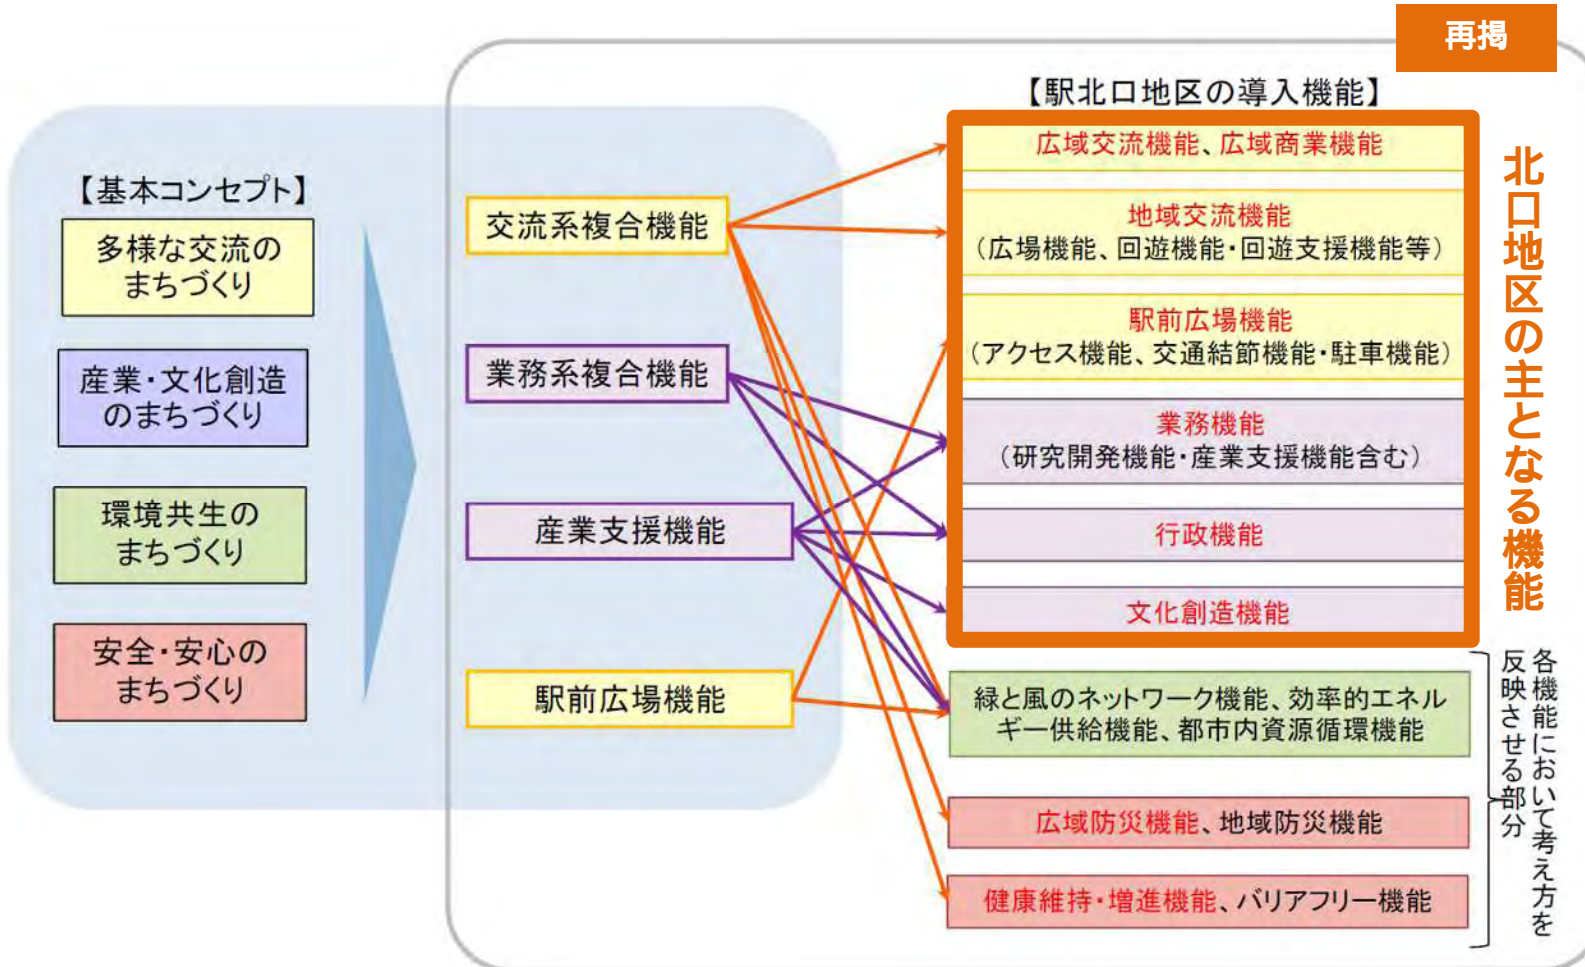 再掲
【基本コンセプト】
多様な交流の
まちづくり
産業・文化創造
のまちづくり
環境共生の
まちづくり
安全・安心の
まちづくり
交流系複合機能
業務系複合機能
産業支援機能
駅前広場機能
【駅北口地区の導入機能】
広域交流機能、広域商業機能
地域交流機能
(広場機能、回遊機能・回遊支援機能等)
駅前広場機能
(アクセス機能、交通結節機能・駐車機能)
業務機能
(研究開発機能・産業支援機能含む)
行政機能
文化創造機能
緑と風のネットワーク機能、効率的エネル
ギー供給機能、都市内資源循環機能
広域防災機能、地域防災機能
健康維持・増進機能、バリアフリー機能
北口地区の主となる機能
各機能において考え方を
反映させる部分